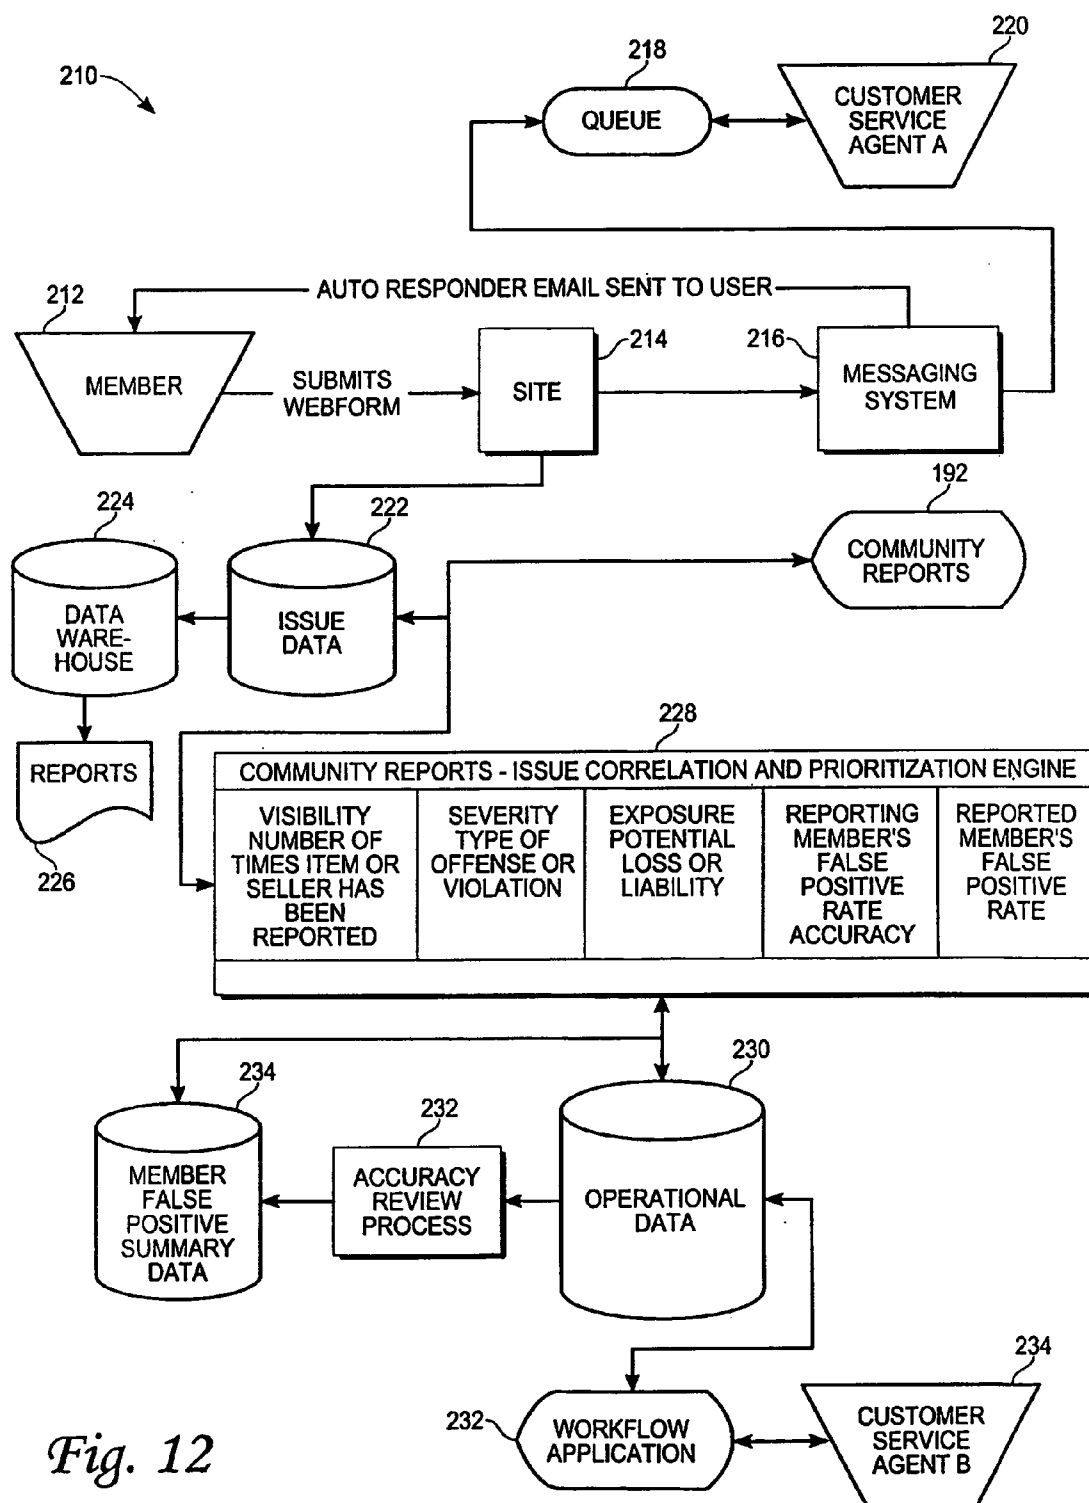 220
218
210
QUEUE
CUSTOMER
SERVICE
AGENT A
AUTO RESPONDER EMAIL SENT TO USER
212
214
216
MEMBER
SUBMITS
WEBFORM
SITE
MESSAGING
SYSTEM
192
224
222
COMMUNITY
REPORTS
DATA
WARE-
HOUSE
ISSUE
DATA
228
REPORTS
226
COMMUNITY REPORTS - ISSUE CORRELATION AND PRIORITIZATION ENGINE
VISIBILITY
NUMBER OF
TIMES ITEM OR
SELLER HAS
BEEN
REPORTED
SEVERITY
TYPE OF
OFFENSE OR
VIOLATION
EXPOSURE
POTENTIAL
LOSS OR
LIABILITY
REPORTING
MEMBER'S
FALSE
POSITIVE
RATE
ACCURACY
REPORTED
MEMBER'S
FALSE
POSITIVE
RATE
230
234
232
MEMBER
FALSE
POSITIVE
SUMMARY
DATA
ACCURACY
REVIEW
PROCESS
OPERATIONAL
DATA
234
232
WORKFLOW
APPLICATION
CUSTOMER
SERVICE
AGENT B
Fig. 12